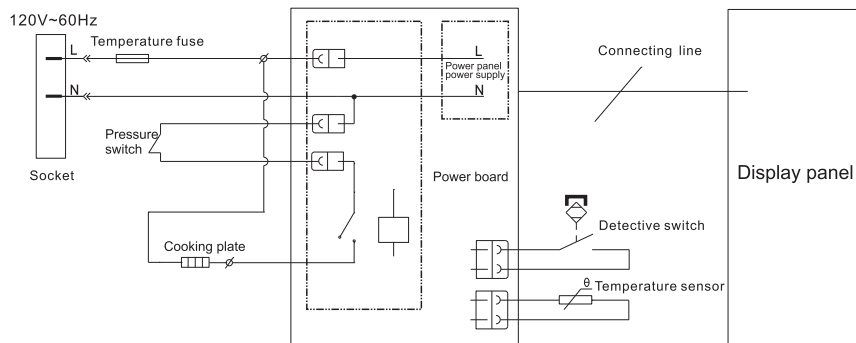 120V~60Hz
L
Temperature fuse
L
Power panel
power supply
N
N
Connecting line
Pressure
switch
Socket
Power board
Display panel
Detective switch
Cooking plate
θ
Temperature sensor